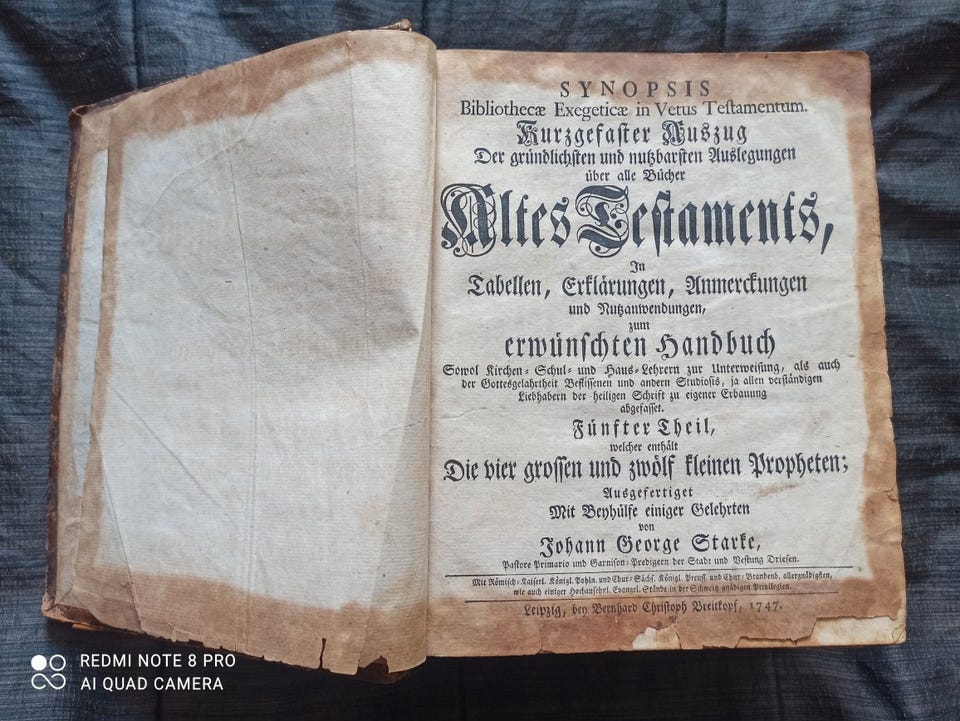 SYNOPSIS
Bibliothecæ Exegeticæ in Vetus Testamentum.
Kurzgefaster Auszug
Der gründlichsten und nutzbarsten Auslegungen
über alle Bücher
Altes Testaments,
In
Tabellen, Erklärungen, Anmerckungen
und Nutzanwendungen,
zum
erwünschten Handbuch
Sowol Kirchen- Schul- und Haus-Lehrern zur Unterweisung, als auch
der Gottesgelahrtheit Beflissenen und andern Studiosis, ja allen verständigen
Liebhabern der heiligen Schrift zu eigener Erbauung
abgefasset.
Fünfter Theil,
welcher enthält
Die vier grossen und zwölf kleinen Propheten;
Ausgefertiget
Mit Beyhülfe einiger Gelehrten
von
Johann George Starke,
Pastore Primario und Garnison-Predigern der Stadt und Vestung Driesen.
Mit Römisch-Kaiserl. Königl. Pohln. und Chur-Sächs. Königl. Preuss. und Chur-Brandenb. allergnädigsten,
wie auch einiger Hochansehnl. Evangel. Stände in der Schweitz gnädigen Privilegien.
Leipzig, bey Bernhard Christoph Breitkopf, 1747.
REDMI NOTE 8 PRO
AI QUAD CAMERA